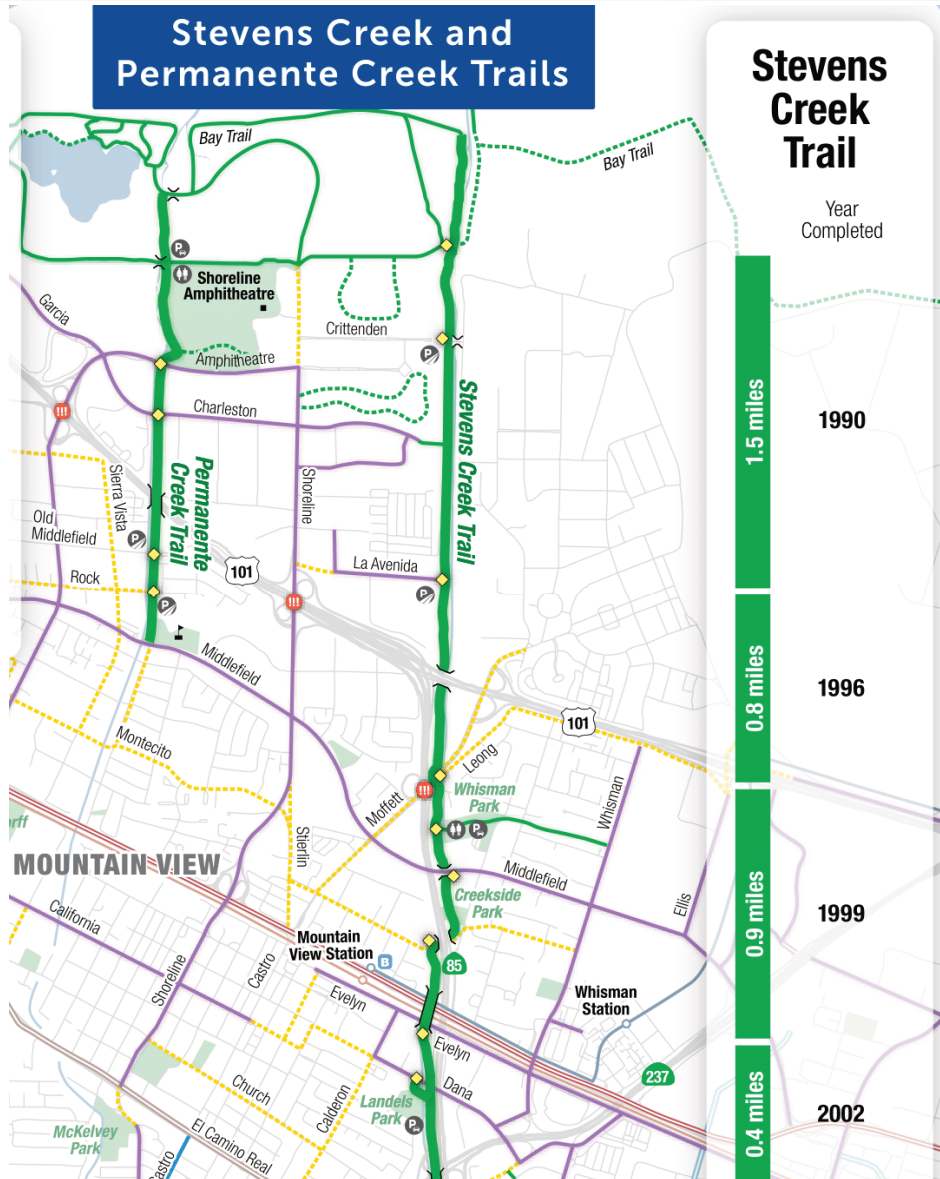 Stevens Creek and
Permanente Creek Trails
Stevens
Creek
Trail
Year
Completed
Bay Trail
Bay Trail
P
Shoreline
Amphitheatre
Garcia
Crittenden
P
Amphitheatre
Charleston
!!!
1.5 miles
1990
Stevens Creek Trail
Permanente
Creek Trail
Sierra Vista
Shoreline
Old
Middlefield
P
101
La Avenida
Rock
P
P
!!!
Middlefield
0.8 miles
1996
101
Montecito
Leong
!!!
Whisman
Park
Moffett
Whisman
P
Stierlin
MOUNTAIN VIEW
Middlefield
Creekside
Park
Ellis
0.9 miles
1999
California
Mountain
View Station
B
85
Castro
Shoreline
Evelyn
Whisman
Station
Evelyn
237
Dana
Church
Calderon
Landels
Park
P
0.4 miles
2002
McKelvey
Park
El Camino Real